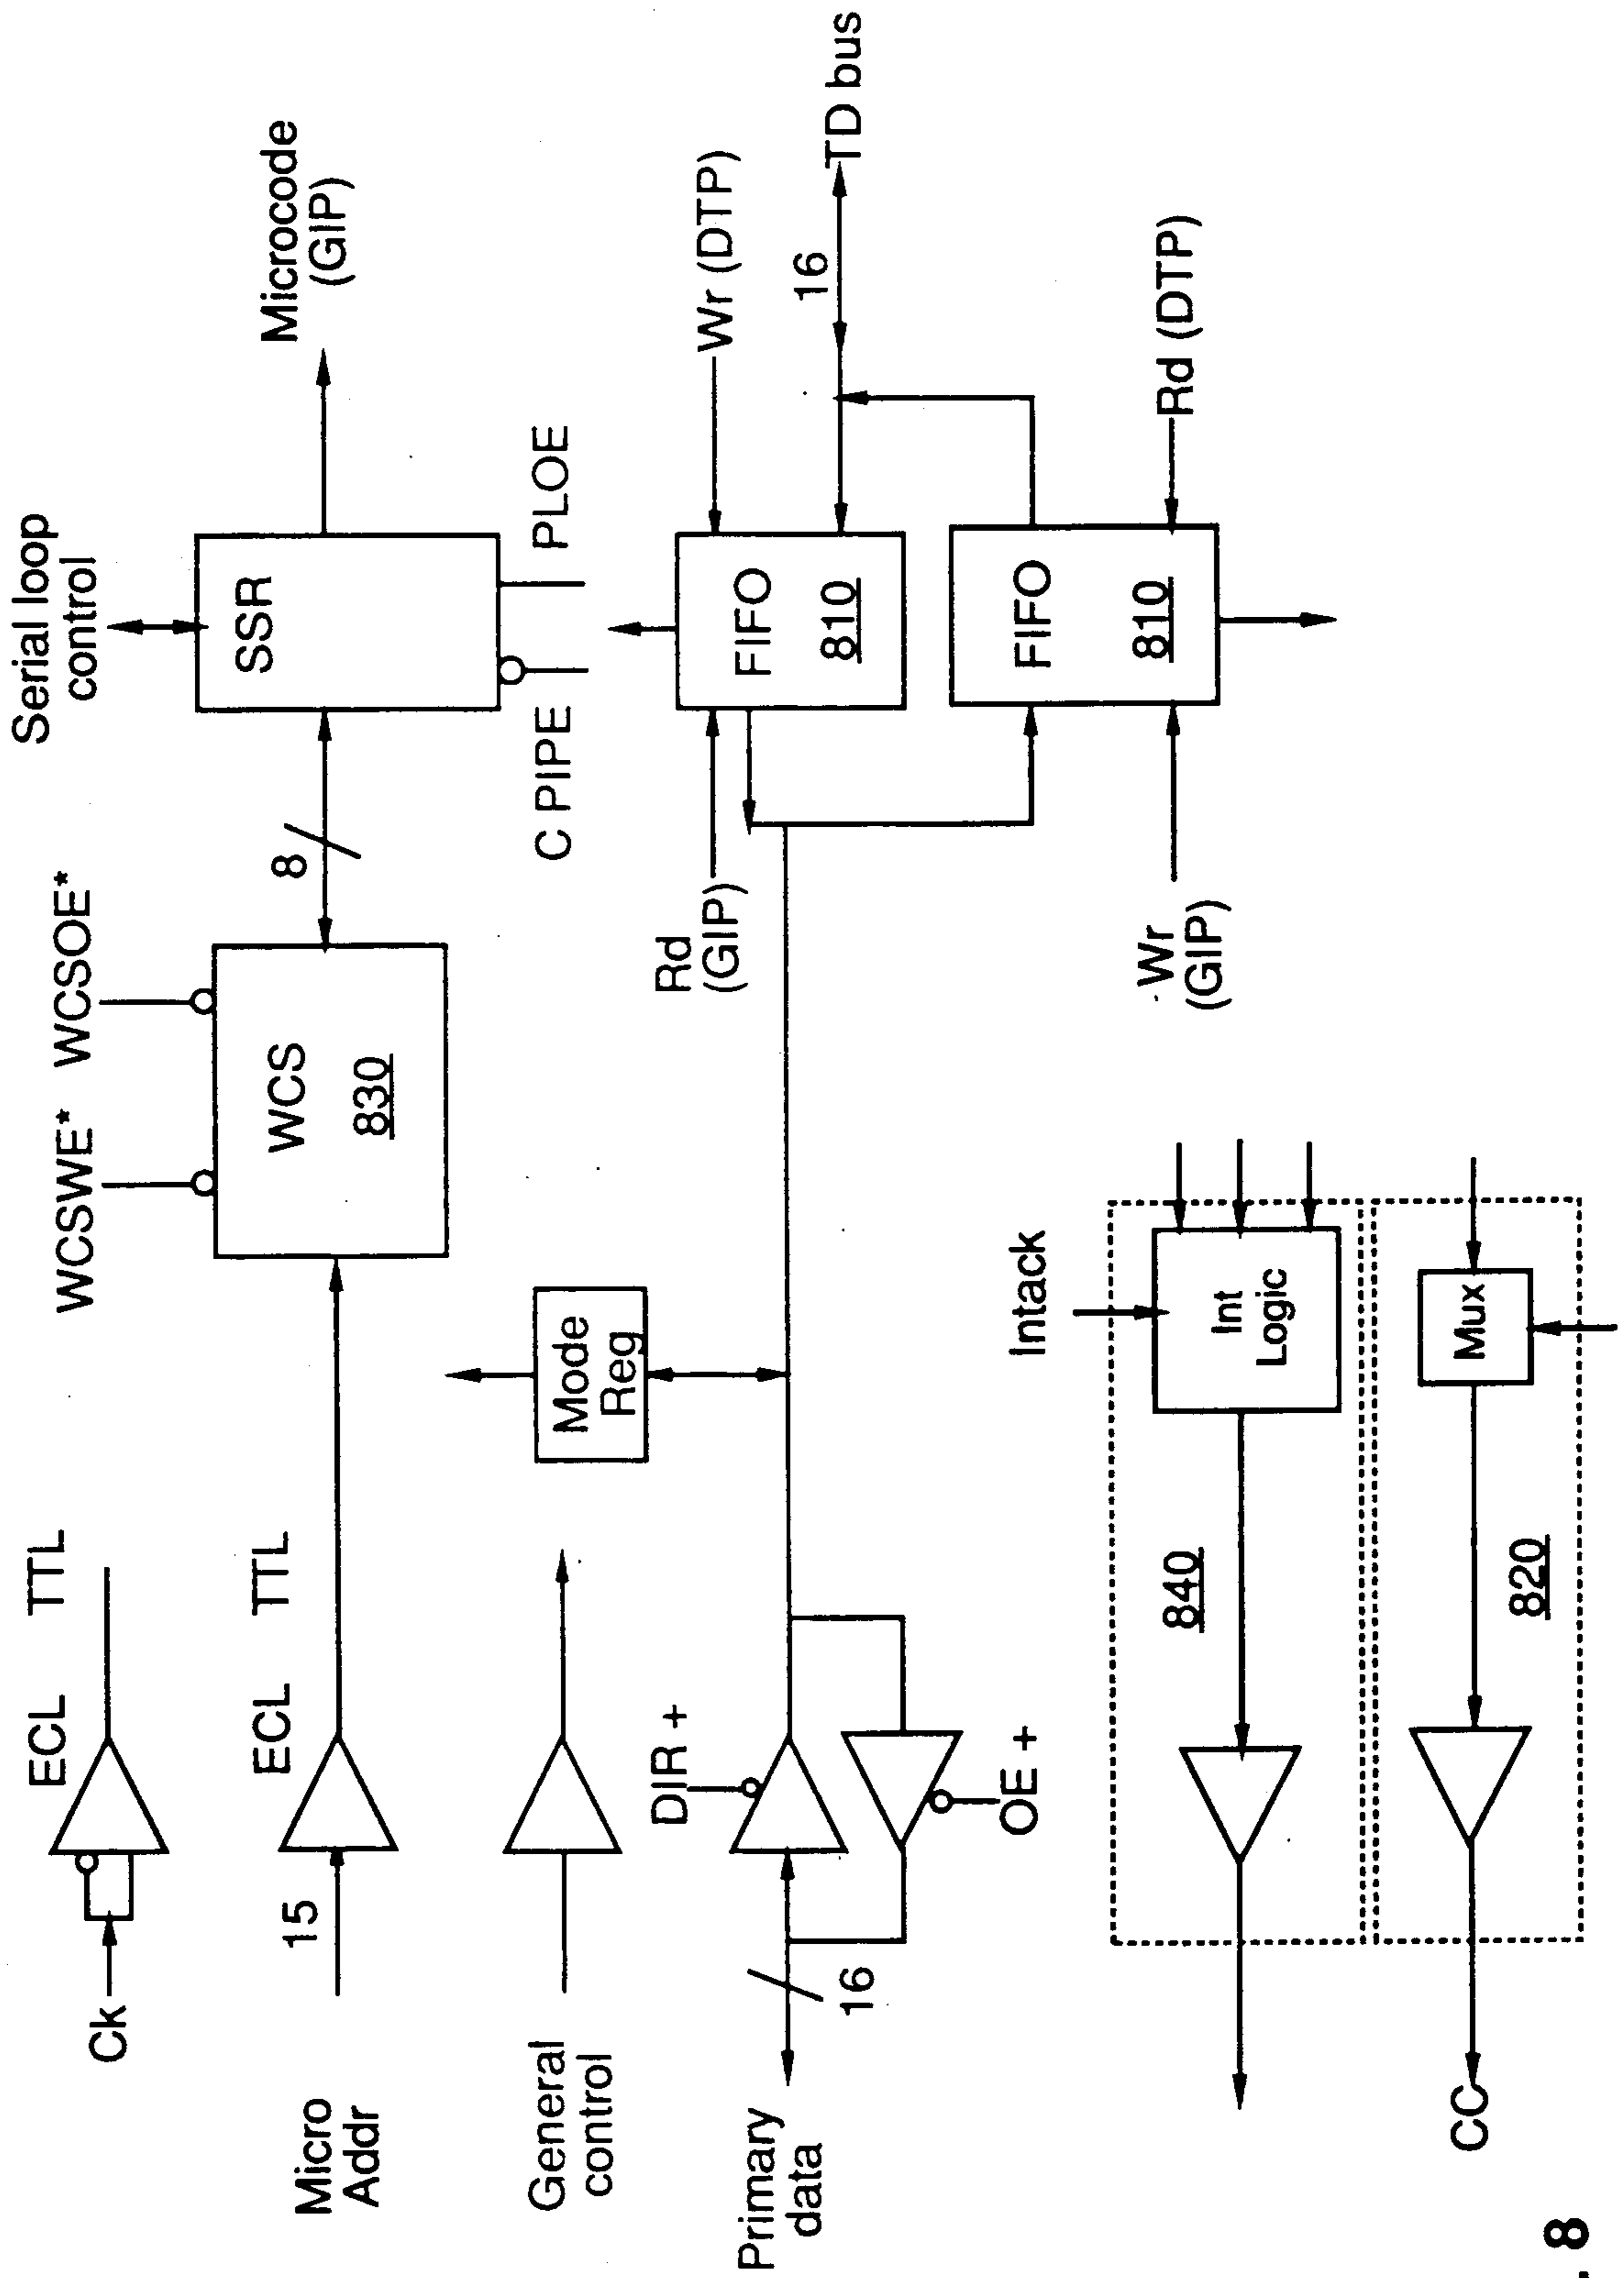 Ck
ECL TTL
Micro
Addr
15
ECL TTL
WCSWE* WCSOE*
WCS
830
8
Serial loop
control
SSR
Microcode
(GIP)
C PIPE
PLOE
General
control
Mode
Reg
Primary
data
16
DIR +
OE +
Rd
(GIP)
Wr (DTP)
FIFO
810
16
TD bus
FIFO
810
Wr
(GIP)
Rd (DTP)
Intack
Int
Logic
840
Mux
820
CC
8